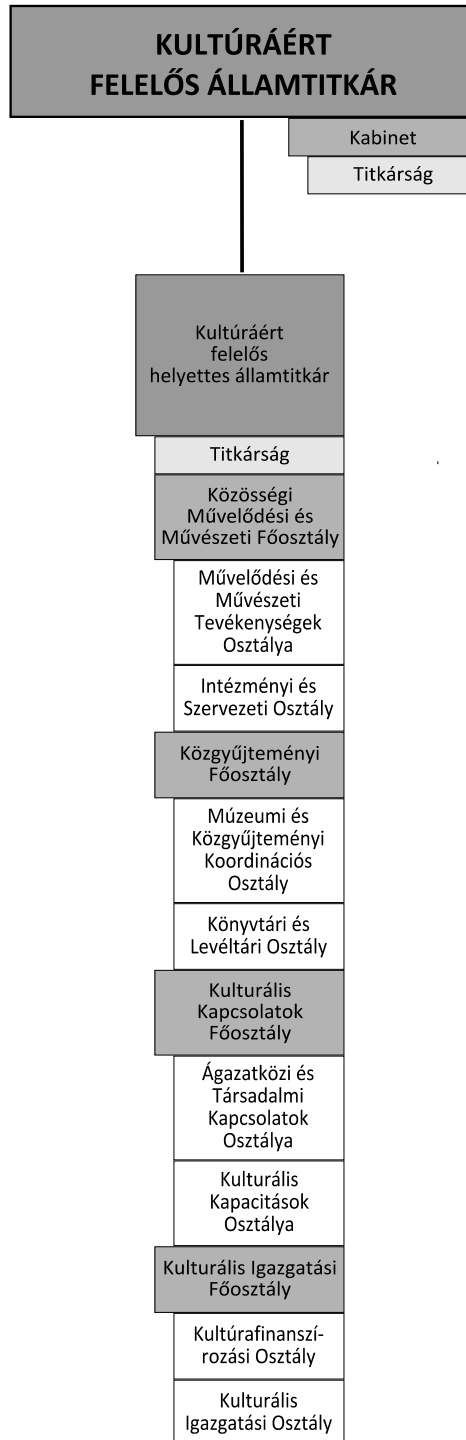 KULTÚRÁÉRT
FELELŐS ÁLLAMTITKÁR
Kabinet
Titkárság
Kultúráért
felelős
helyettes államtitkár
Titkárság
Közösségi
Művelődési és
Művészeti Főosztály
Művelődési és
Művészeti
Tevékenységek
Osztálya
Intézményi és
Szervezeti Osztály
Közgyűjteményi
Főosztály
Múzeumi és
Közgyűjteményi
Koordinációs
Osztály
Könyvtári és
Levéltári Osztály
Kulturális
Kapcsolatok
Főosztály
Ágazatközi és
Társadalmi
Kapcsolatok
Osztálya
Kulturális
Kapacitások
Osztálya
Kulturális Igazgatási
Főosztály
Kultúrafinanszí-
rozási Osztály
Kulturális
Igazgatási Osztály